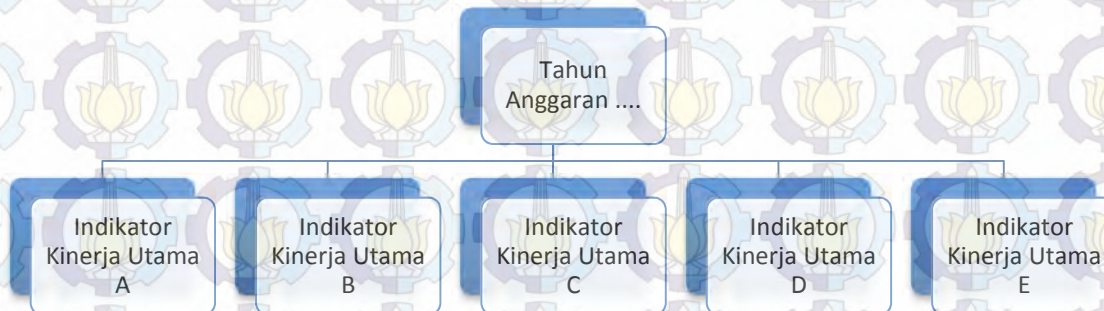 Tahun
Anggaran ....
Indikator
Kinerja Utama
A
Indikator
Kinerja Utama
B
Indikator
Kinerja Utama
C
Indikator
Kinerja Utama
D
Indikator
Kinerja Utama
E